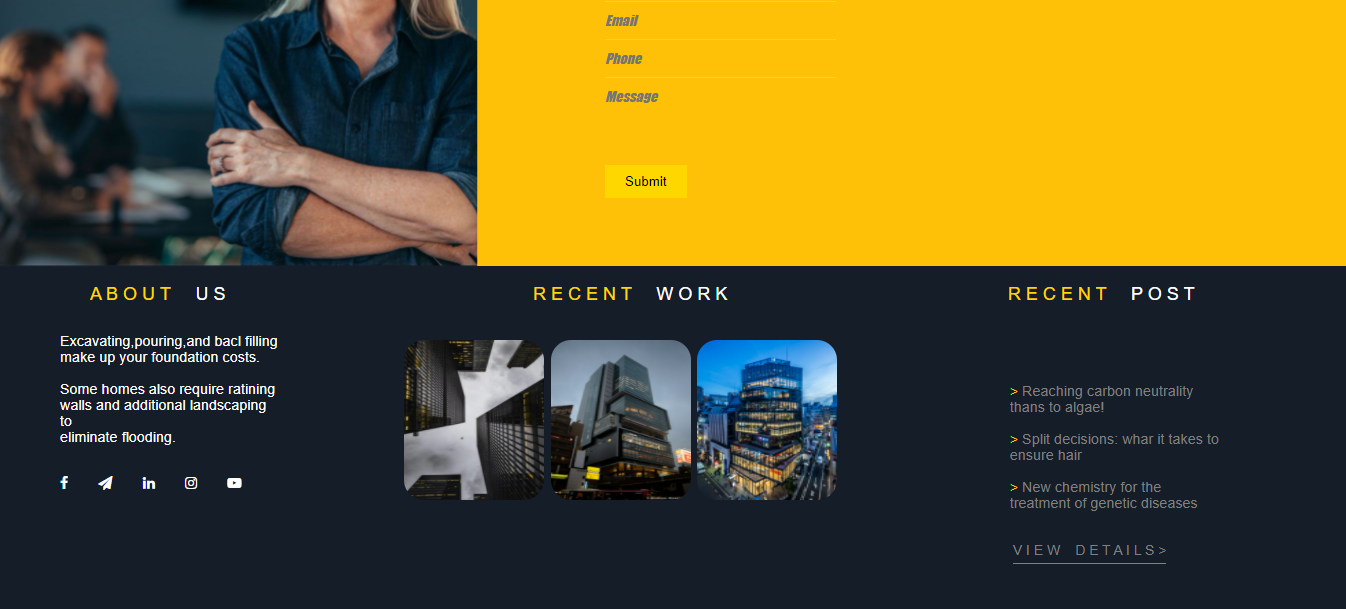 Email
Phone
Message
Submit
ABOUT US
Excavating,pouring,and bacl filling
make up your foundation costs.
Some homes also require ratining
walls and additional landscaping
to
eliminate flooding.
RECENT WORK
RECENT POST
> Reaching carbon neutrality
thans to algae!
> Split decisions: whar it takes to
ensure hair
> New chemistry for the
treatment of genetic diseases
VIEW DETAILS>